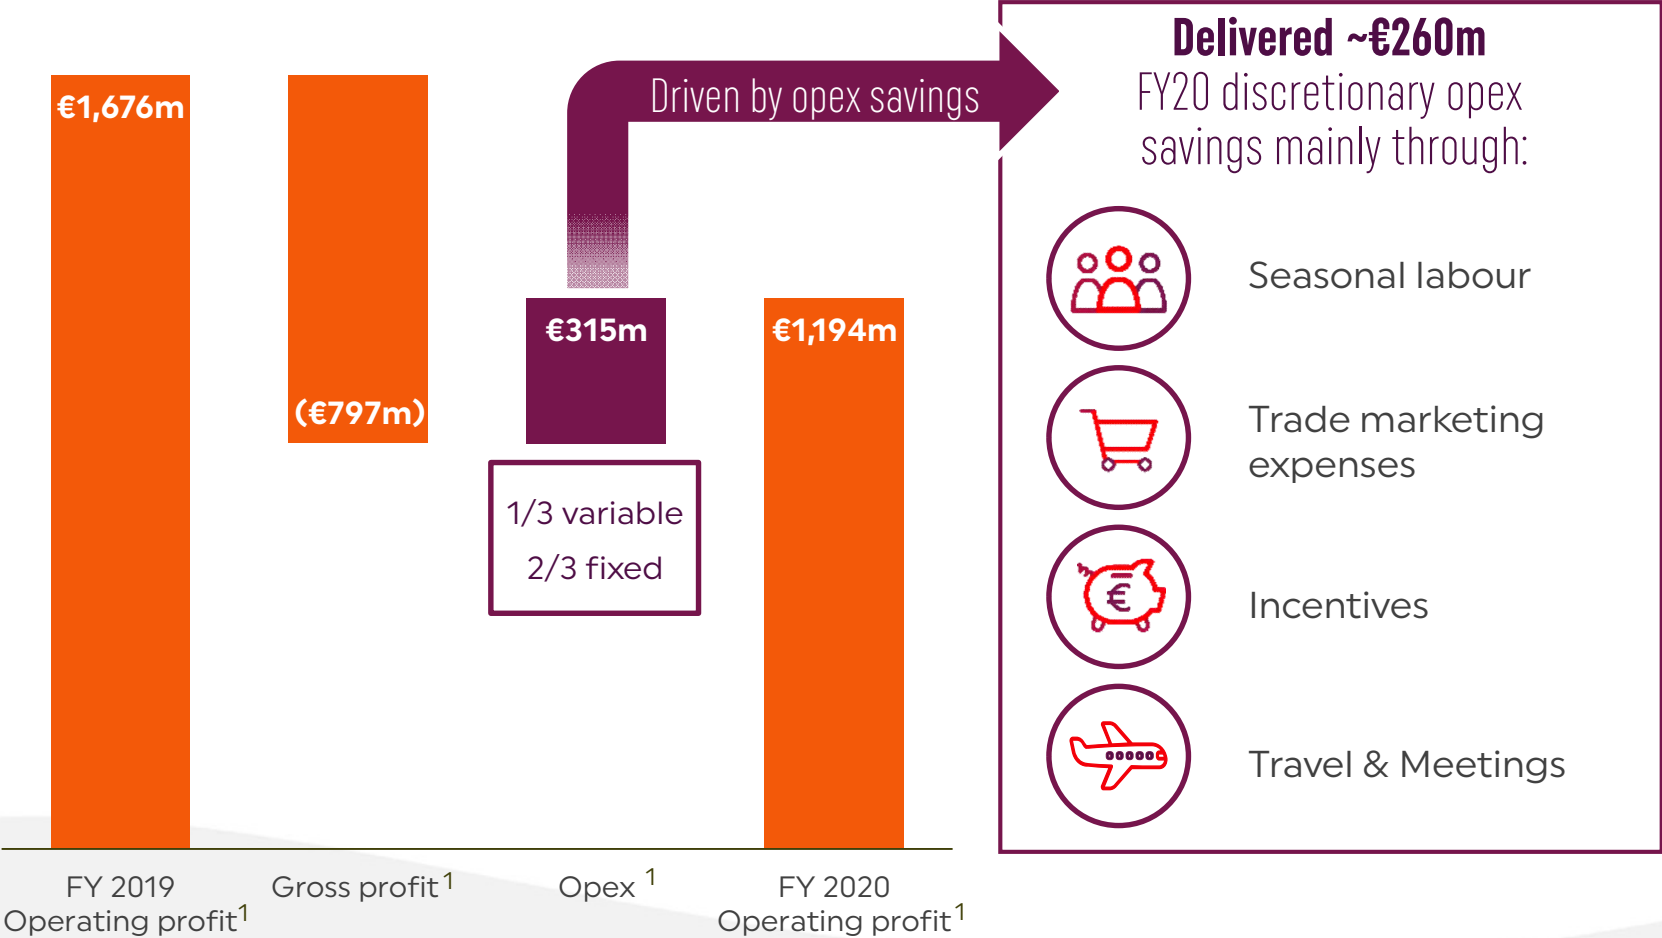 €1,676m
(€797m)
€315m
€1,194m
1/3 variable
2/3 fixed
FY 2019
Operating profit1
Gross profit1
Opex 1
FY 2020
Operating profit1
Driven by opex savings
Delivered ~€260m
FY20 discretionary opex
savings mainly through:
Seasonal labour
Trade marketing
expenses
€
Incentives
Travel & Meetings